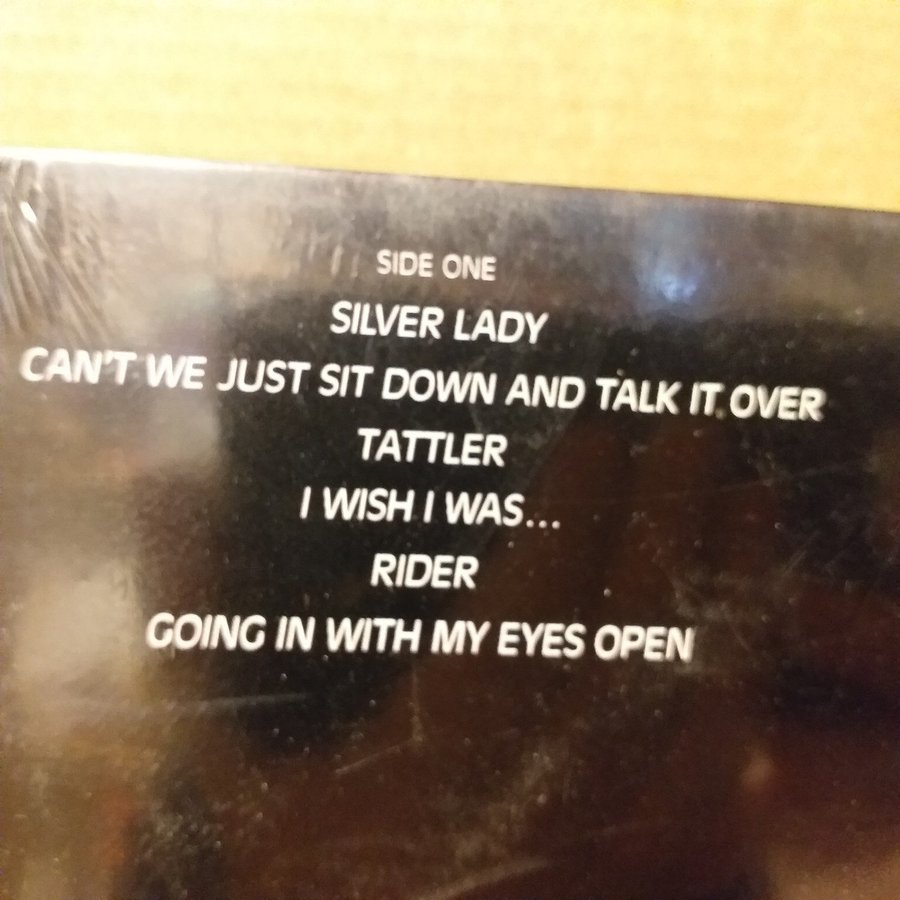 SIDE ONE
SILVER LADY
CAN'T WE JUST SIT DOWN AND TALK IT OVER
TATTLER
I WISH I WAS...
RIDER
GOING IN WITH MY EYES OPEN